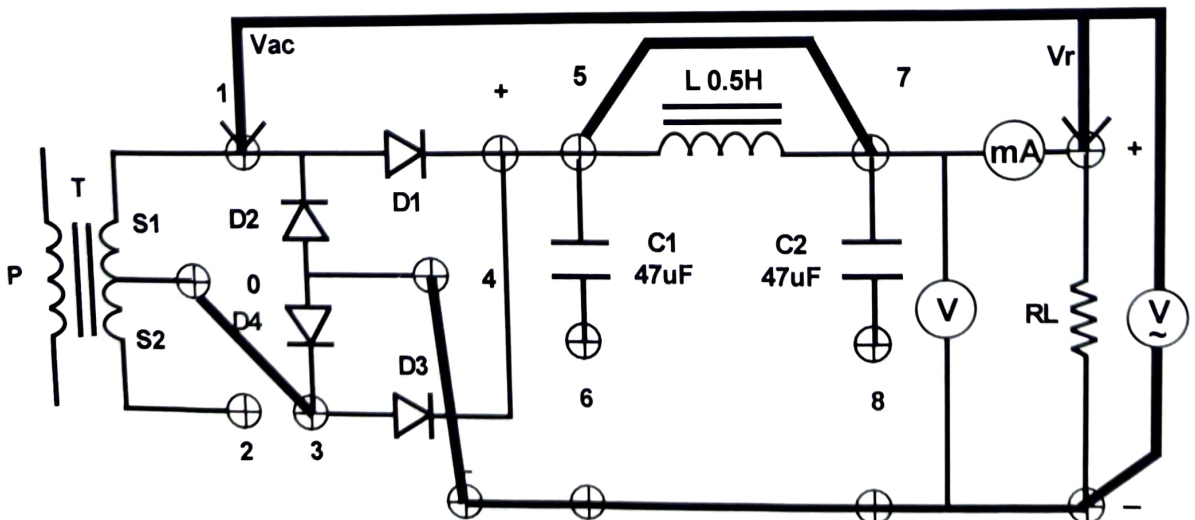 Vac
Vr
1
+
5
L 0.5H
7
mA
+
T
D1
S1
D2
P
0
4
C1
47uF
C2
47uF
V
RL
V
~
S2
D4
D3
6
8
2
3
-
–